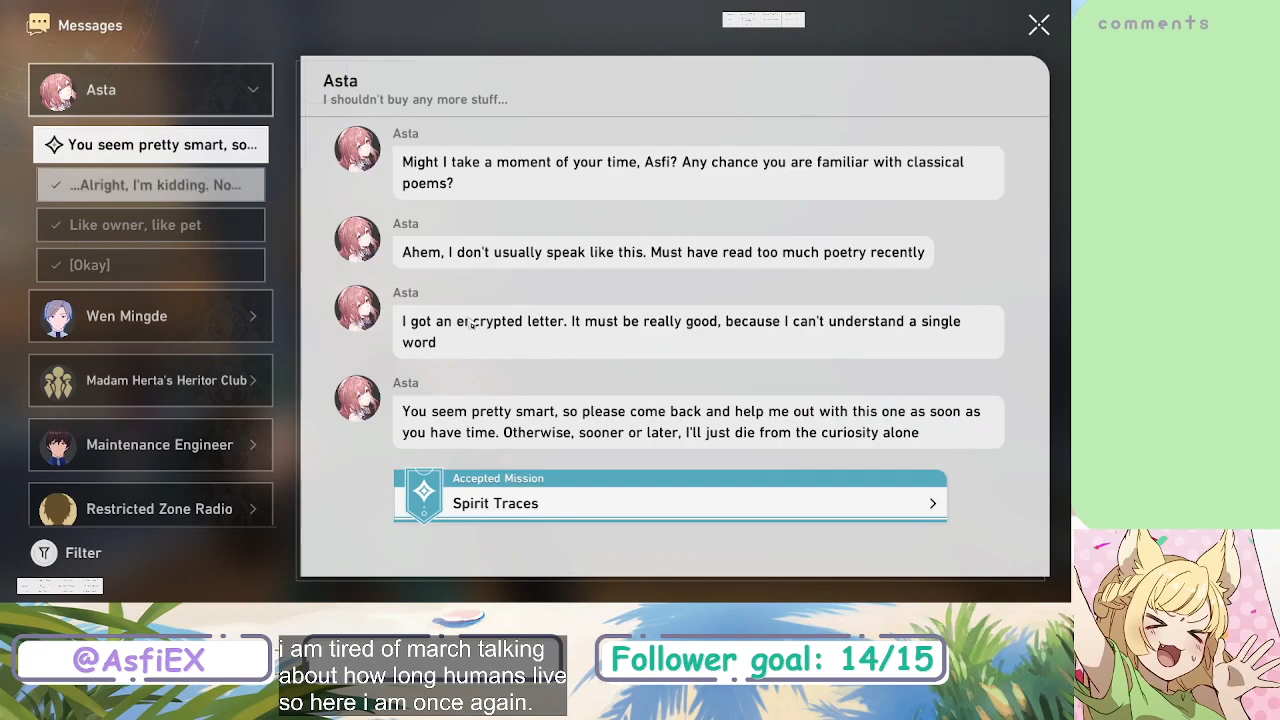 Messages
comments
Asta
You seem pretty smart, so...
...Alright, I'm kidding. No...
Like owner, like pet
[Okay]
Wen Mingde
Madam Herta's Heritor Club
Maintenance Engineer
Restricted Zone Radio
Filter
Asta
I shouldn't buy any more stuff...
Asta
Might I take a moment of your time, Asfi? Any chance you are familiar with classical
poems?
Asta
Ahem, I don't usually speak like this. Must have read too much poetry recently
Asta
I got an encrypted letter. It must be really good, because I can't understand a single
word
Asta
You seem pretty smart, so please come back and help me out with this one as soon as
you have time. Otherwise, sooner or later, I'll just die from the curiosity alone
Accepted Mission
Spirit Traces
@AsfiEX
i am tired of march talking
about how long humans live
so here i am once again.
Follower goal: 14/15